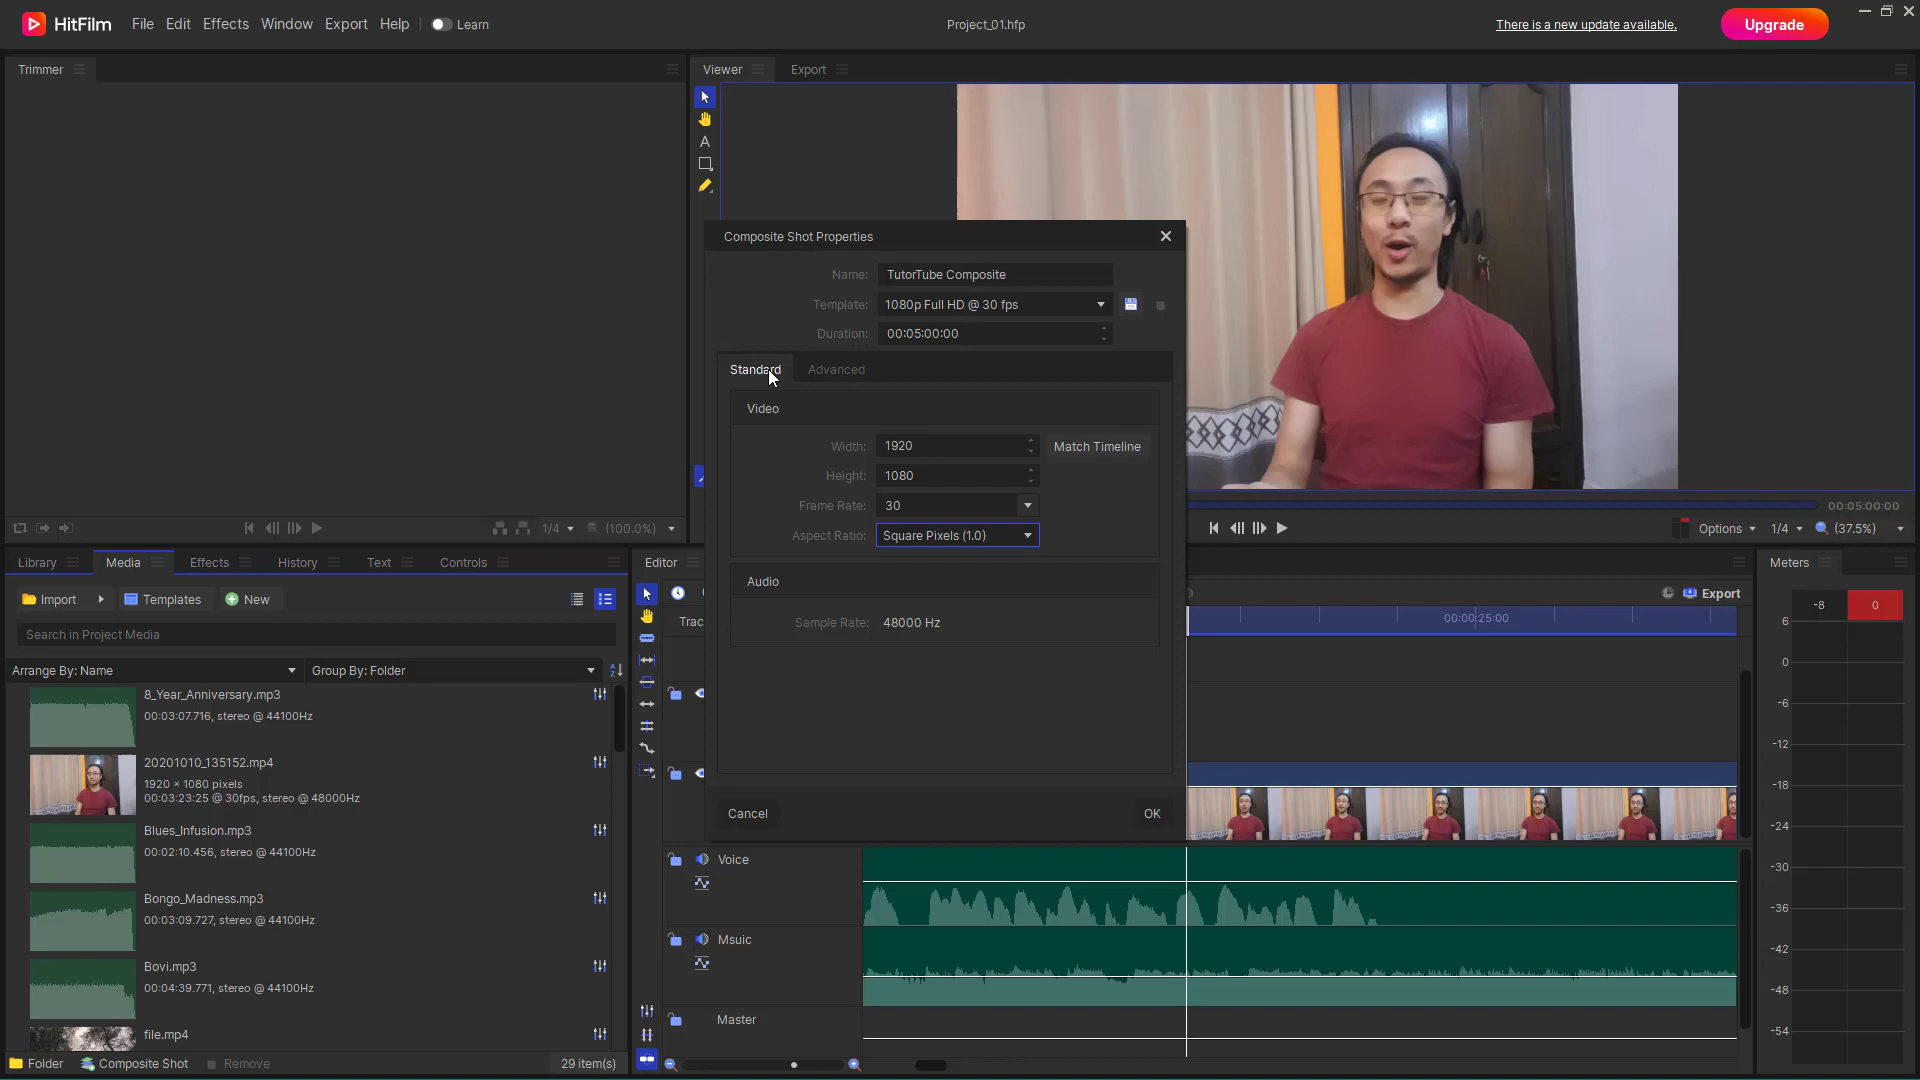 HitFilm File Edit Effects Window Export Help Learn
Project_01.hfp
There is a new update available.
Upgrade
Trimmer
Viewer Export
Composite Shot Properties
Name: TutorTube Composite
Template: 1080p Full HD @ 30 fps
Duration: 00:05:00:00
Standard Advanced
Video
Width: 1920
Match Timeline
Height: 1080
Frame Rate: 30
Aspect Ratio: Square Pixels (1.0)
Audio
Sample Rate: 48000 Hz
Cancel OK
A
00:05:00:00
1/4 (100.0%)
Options 1/4 (37.5%)
Library Media Effects History Text Controls
Import Templates New
Search in Project Media
Arrange By: Name Group By: Folder
8_Year_Anniversary.mp3
00:03:07.716, stereo @ 44100Hz
20201010_135152.mp4
1920 × 1080 pixels
00:03:23:25 @ 30fps, stereo @ 48000Hz
Blues_Infusion.mp3
00:02:10.456, stereo @ 44100Hz
Bongo_Madness.mp3
00:03:09.727, stereo @ 44100Hz
Bovi.mp3
00:04:39.771, stereo @ 44100Hz
file.mp4
Folder Composite Shot Remove 29 item(s)
Editor
Export
Trac
00:00:25:00
Voice
Msuic
Master
Meters
-8 0
6
0
-6
-12
-18
-24
-30
-36
-42
-48
-54